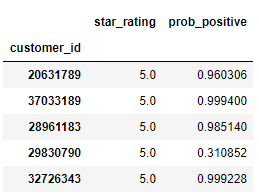 star_rating prob_positive
customer_id
20631789 5.0 0.960306
37033189 5.0 0.999400
28961183 5.0 0.985140
29830790 5.0 0.310852
32726343 5.0 0.999228